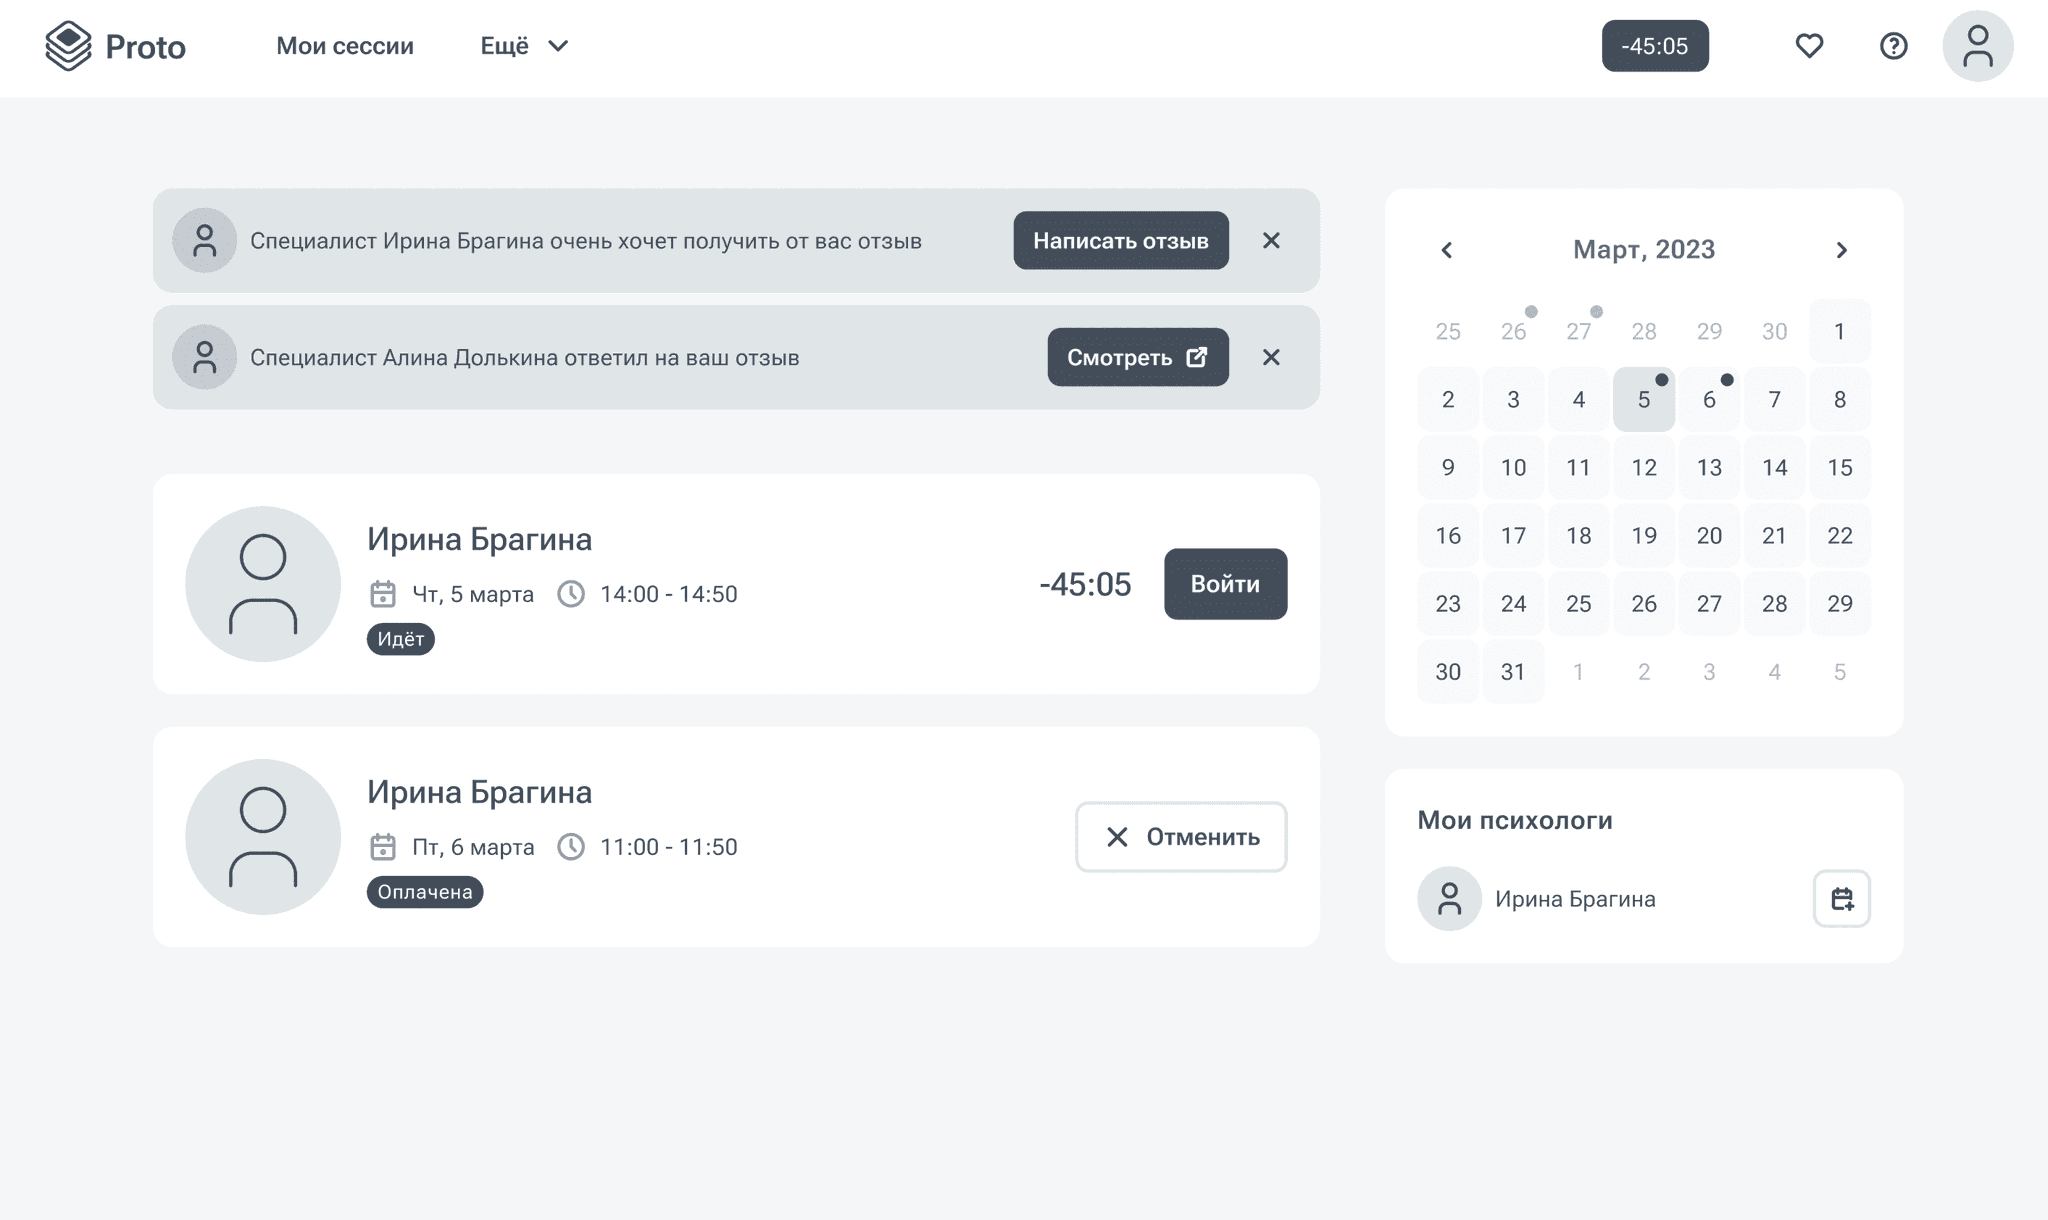 Proto
Мои сессии
Ещё
-45:05
Специалист Ирина Брагина очень хочет получить от вас отзыв
Написать отзыв
Специалист Алина Долькина ответил на ваш отзыв
Смотреть
Ирина Брагина
Чт, 5 марта 14:00 - 14:50
Идёт
-45:05
Войти
Ирина Брагина
Пт, 6 марта 11:00 - 11:50
Оплачена
Отменить
Март, 2023
25 26 27 28 29 30 1
2 3 4 5 6 7 8
9 10 11 12 13 14 15
16 17 18 19 20 21 22
23 24 25 26 27 28 29
30 31 1 2 3 4 5
Мои психологи
Ирина Брагина